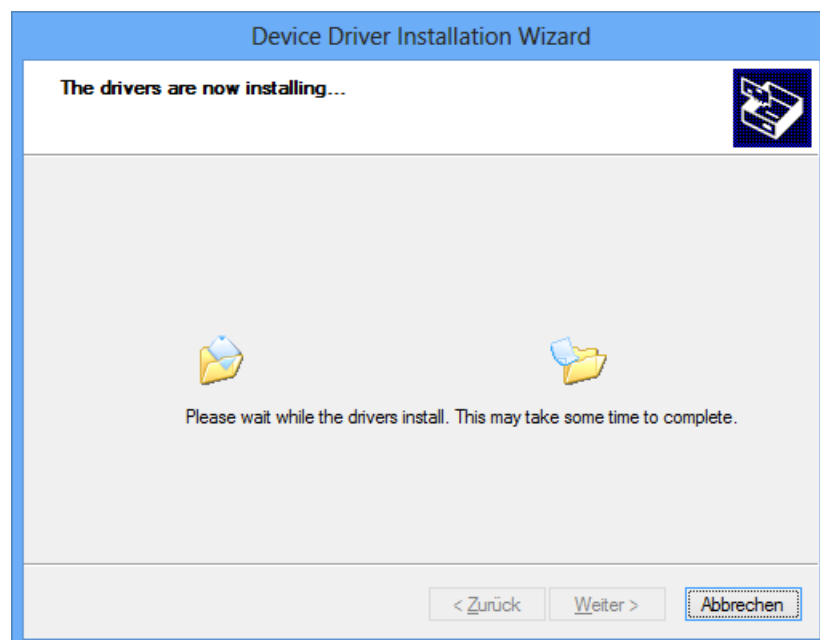 Device Driver Installation Wizard
The drivers are now installing...
Please wait while the drivers install. This may take some time to complete.
< Zurück
Weiter >
Abbrechen